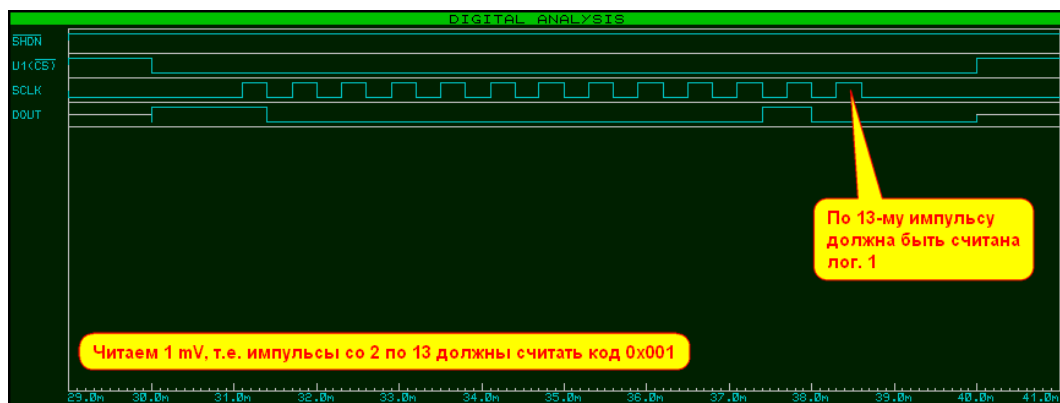 DIGITAL ANALYSIS
SHDN
U1(CS)
SCLK
DOUT
По 13-му импульсу
должна быть считана
лог. 1
Читаем 1 mV, т.е. импульсы со 2 по 13 должны считать код 0x001
29.0m 30.0m 31.0m 32.0m 33.0m 34.0m 35.0m 36.0m 37.0m 38.0m 39.0m 40.0m 41.0m